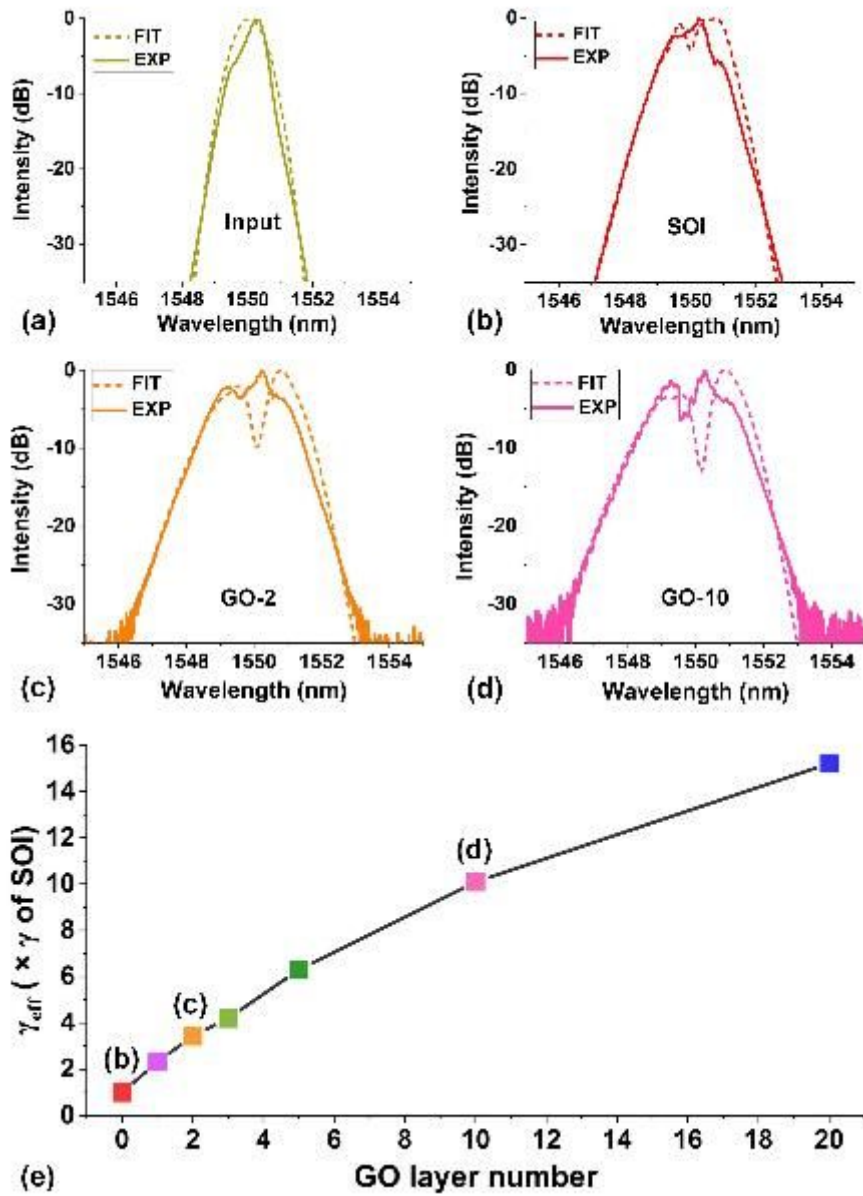 0
-10
-20
-30
Intensity (dB)
FIT
EXP
Input
1546 1548 1550 1552 1554
Wavelength (nm)
(a)
0
-10
-20
-30
Intensity (dB)
FIT
EXP
SOI
1546 1548 1550 1552 1554
Wavelength (nm)
(b)
0
-10
-20
-30
Intensity (dB)
FIT
EXP
GO-2
1546 1548 1550 1552 1554
Wavelength (nm)
(c)
0
-10
-20
-30
Intensity (dB)
FIT
EXP
GO-10
1546 1548 1550 1552 1554
Wavelength (nm)
(d)
16
14
12
10
8
6
4
2
0
γeff ( × γ of SOI)
(b)
(c)
(d)
0 2 4 6 8 10 12 14 16 18 20
GO layer number
(e)